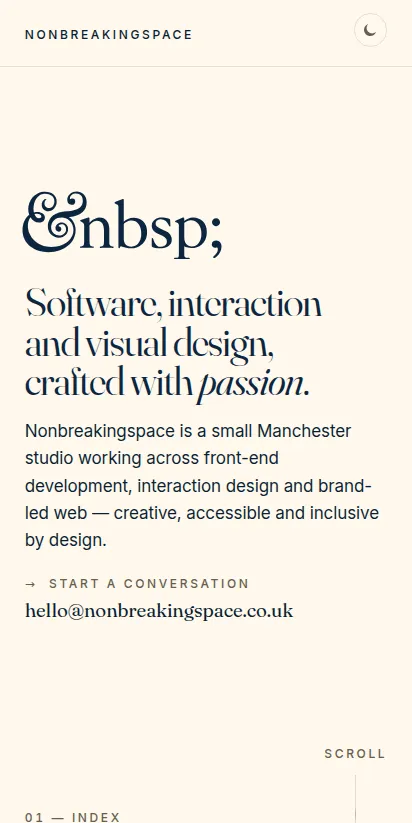 NONBREAKINGSPACE
&nbsp;
Software, interaction
and visual design,
crafted with passion.
Nonbreakingspace is a small Manchester
studio working across front-end
development, interaction design and brand-
led web — creative, accessible and inclusive
by design.
→ START A CONVERSATION
hello@nonbreakingspace.co.uk
SCROLL
01 — INDEX